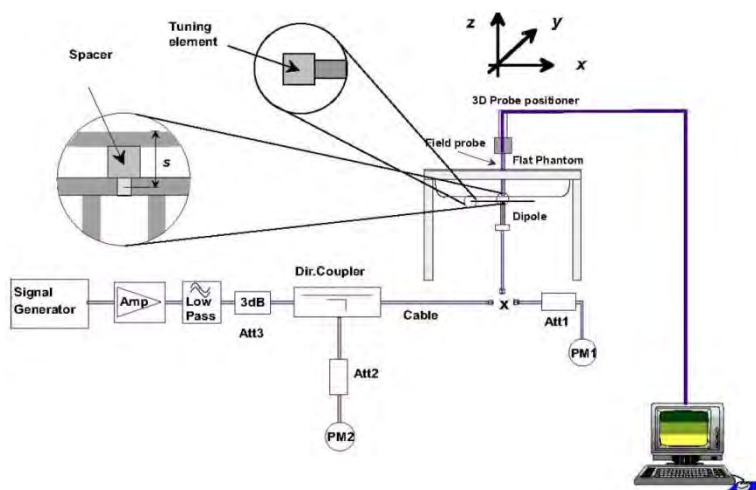 Tuning
element
Spacer
s
z
y
x
3D Probe positioner
Field probe
Flat Phantom
Dipole
Dir.Coupler
Signal
Generator
Amp
Low
Pass
3dB
Att3
Cable
x
Att1
PM1
Att2
PM2